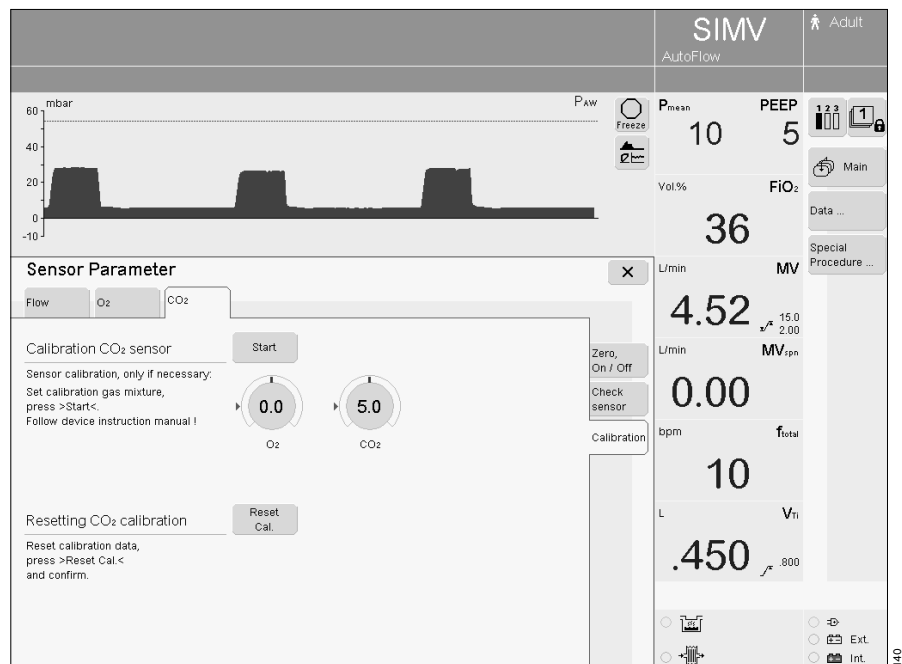 SIMV
AutoFlow
Adult
mbar
PAW
60
40
20
0
-10
Freeze
Pmean
PEEP
10
5
1 2 3
1
Main
Vol.%
FiO2
36
Data ...
Special
Procedure ...
Sensor Parameter
Flow
O2
CO2
L/min
MV
4.52
15.0
2.00
Calibration CO2 sensor
Start
Sensor calibration, only if necessary:
Set calibration gas mixture,
press >Start<.
Follow device instruction manual !
0.0
5.0
O2
CO2
Zero,
On / Off
Check
sensor
Calibration
L/min
MVspn
0.00
bpm
ftotal
10
Resetting CO2 calibration
Reset
Cal.
Reset calibration data,
press >Reset Cal.<
and confirm.
L
VTi
.450
.800
Ext.
Int.